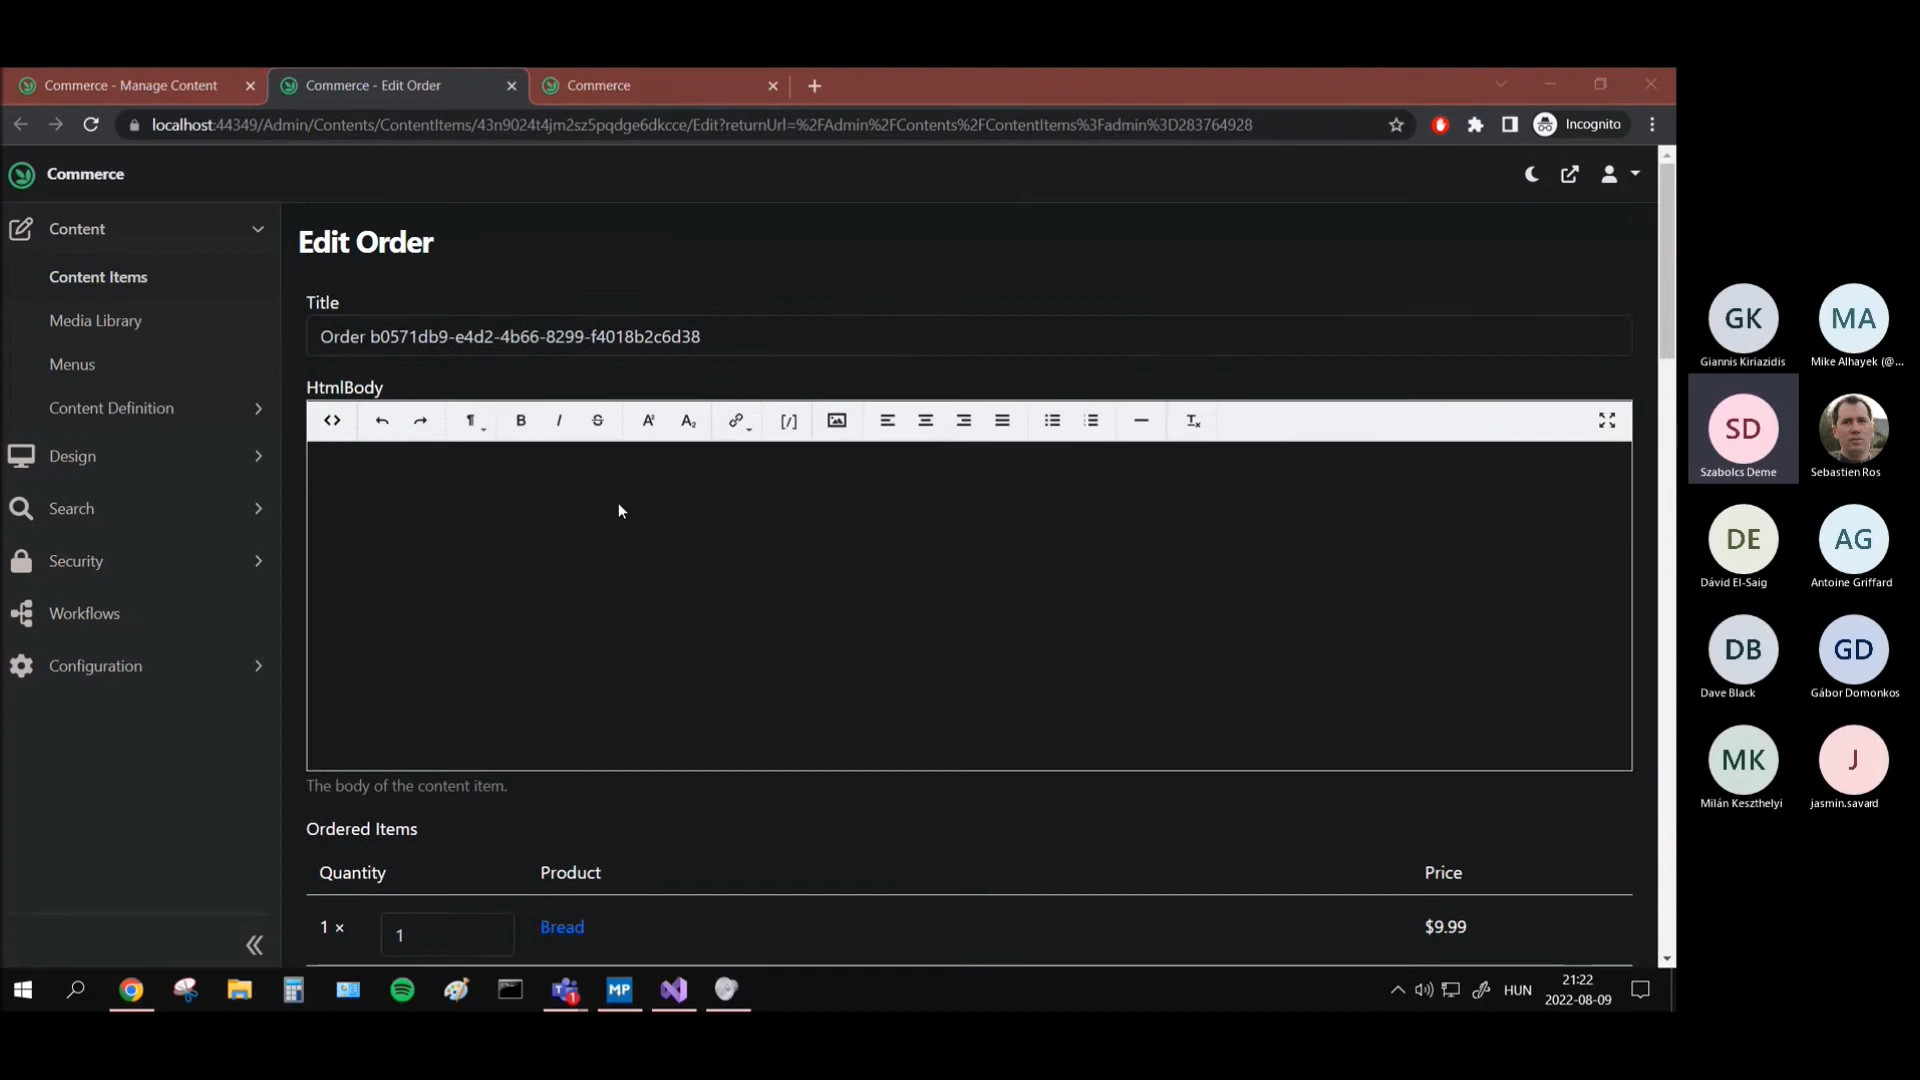 Commerce - Manage Content
Commerce - Edit Order
Commerce
localhost:44349/Admin/Contents/ContentItems/43n9024t4jm2sz5pqdge6dkcce/Edit?returnUrl=%2FAdmin%2FContents%2FContentItems%3Fadmin%3D283764928
Incognito
Commerce
Content
Content Items
Media Library
Menus
Content Definition
Design
Search
Security
Workflows
Configuration
Edit Order
Title
Order b0571db9-e4d2-4b66-8299-f4018b2c6d38
HtmlBody
The body of the content item.
Ordered Items
Quantity Product Price
1 × 1 Bread $9.99
GK
Giannis Kiriazidis
MA
Mike Alhayek (@...
SD
Szabolcs Deme
Sebastien Ros
DE
Dávid El-Saig
AG
Antoine Griffard
DB
Dave Black
GD
Gábor Domonkos
MK
Milán Keszthelyi
J
jasmin.savard
1
MP
HUN
21:22
2022-08-09